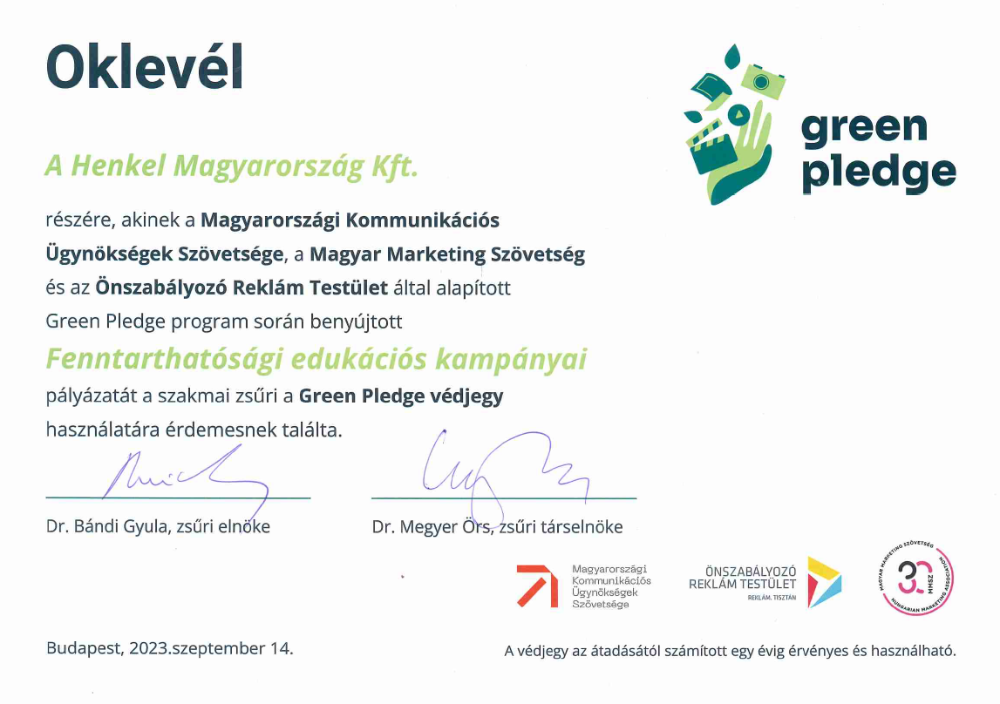 Oklevél
green
pledge
A Henkel Magyarország Kft.
részére, akinek a Magyarországi Kommunikációs
Ügynökségek Szövetsége, a Magyar Marketing Szövetség
és az Önszabályozó Reklám Testület által alapított
Green Pledge program során benyújtott
Fenntarthatósági edukációs kampányai
pályázatát a szakmai zsűri a Green Pledge védjegy
használatára érdemesnek találta.
Dr. Bándi Gyula, zsűri elnöke
Dr. Megyer Örs, zsűri társelnöke
Magyarországi
Kommunikációs
Ügynökségek
Szövetsége
ÖNSZABÁLYOZÓ
REKLÁM TESTÜLET
REKLÁM. TISZTÁN
MAGYAR MARKETING SZÖVETSÉG
30
MMSZ
HUNGARIAN MARKETING ASSOCIATION
Budapest, 2023.szeptember 14.
A védjegy az átadásától számított egy évig érvényes és használható.